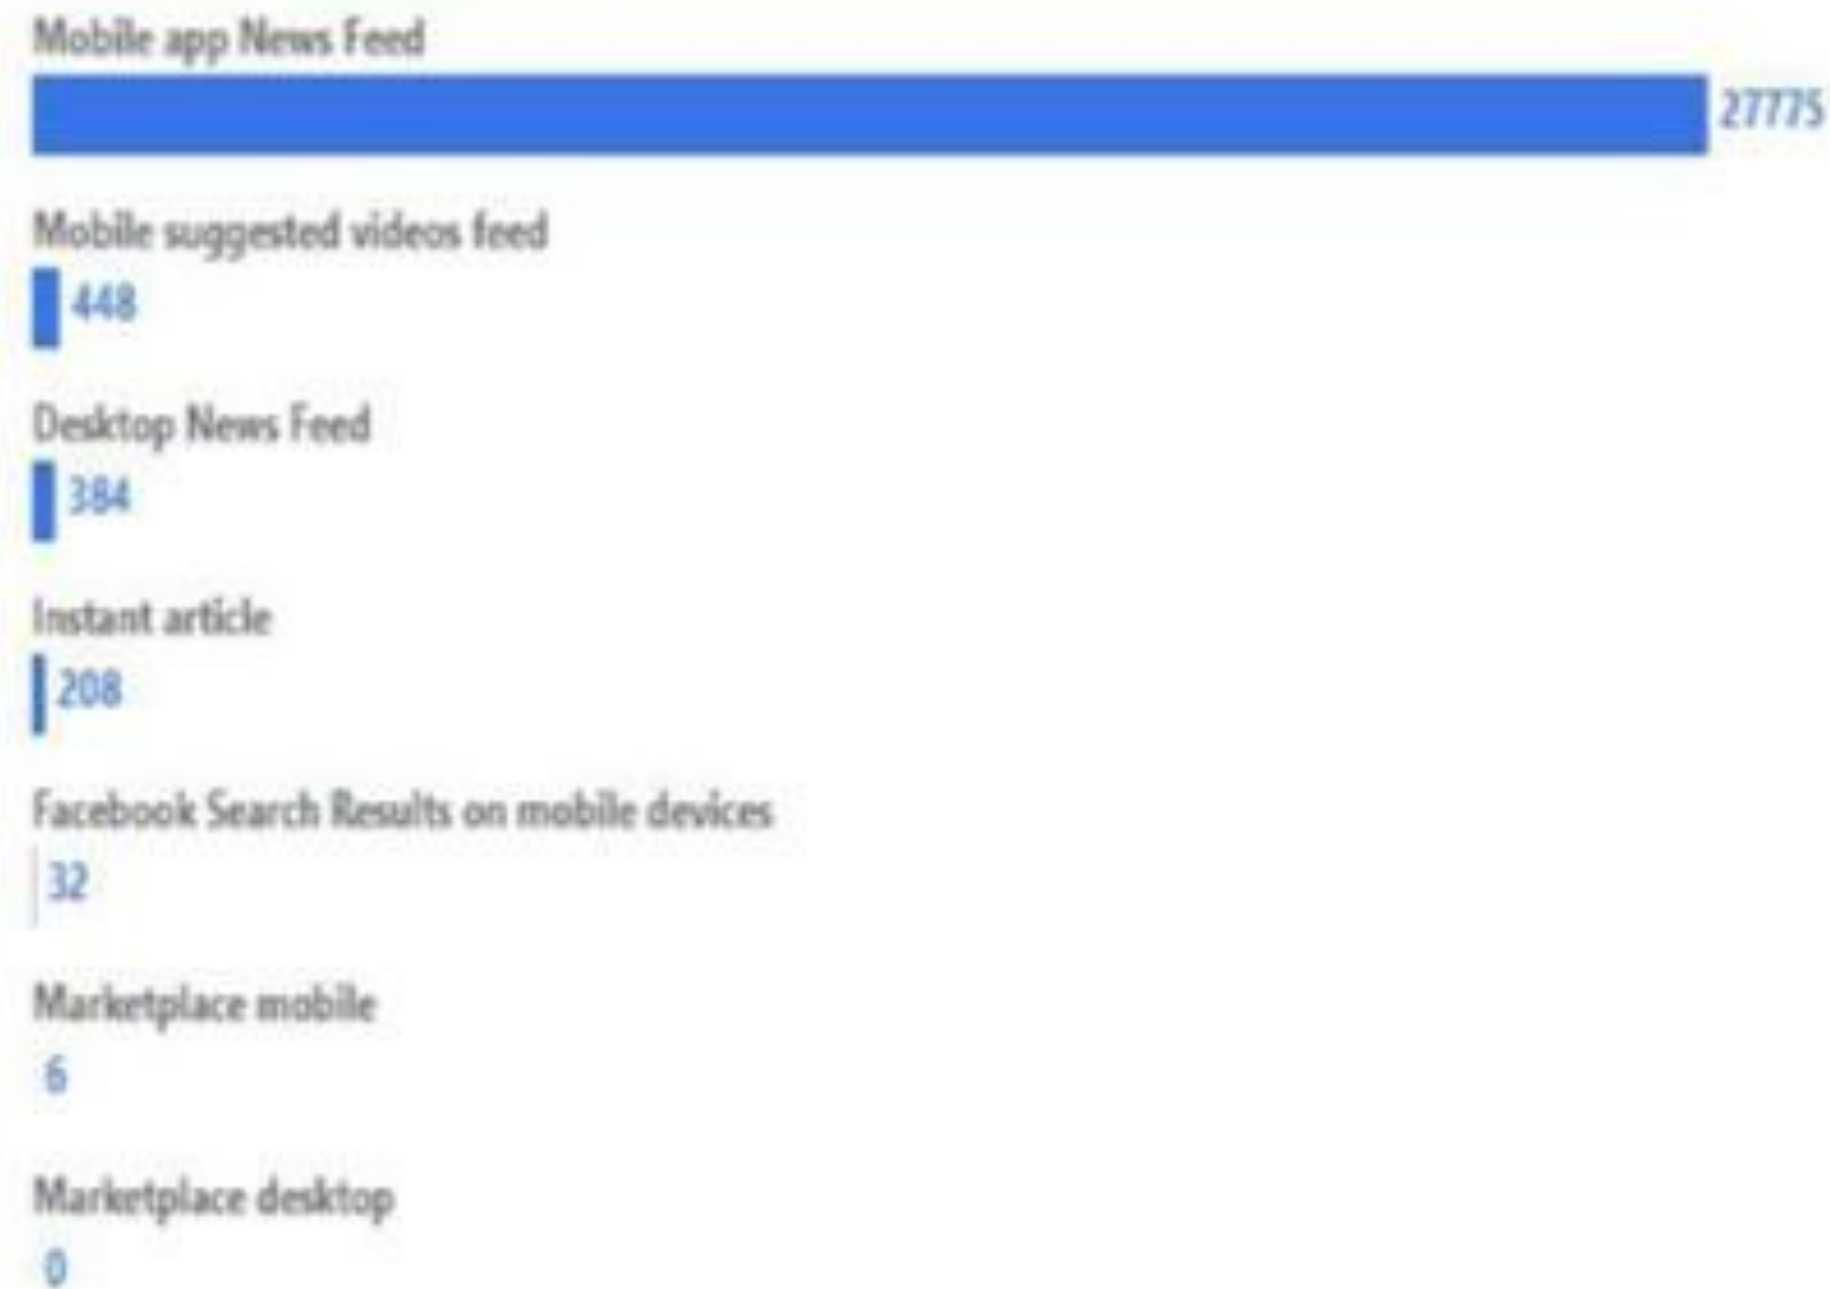 Mobile app News Feed
27775
Mobile suggested videos feed
448
Desktop News Feed
384
Instant article
208
Facebook Search Results on mobile devices
32
Marketplace mobile
6
Marketplace desktop
0